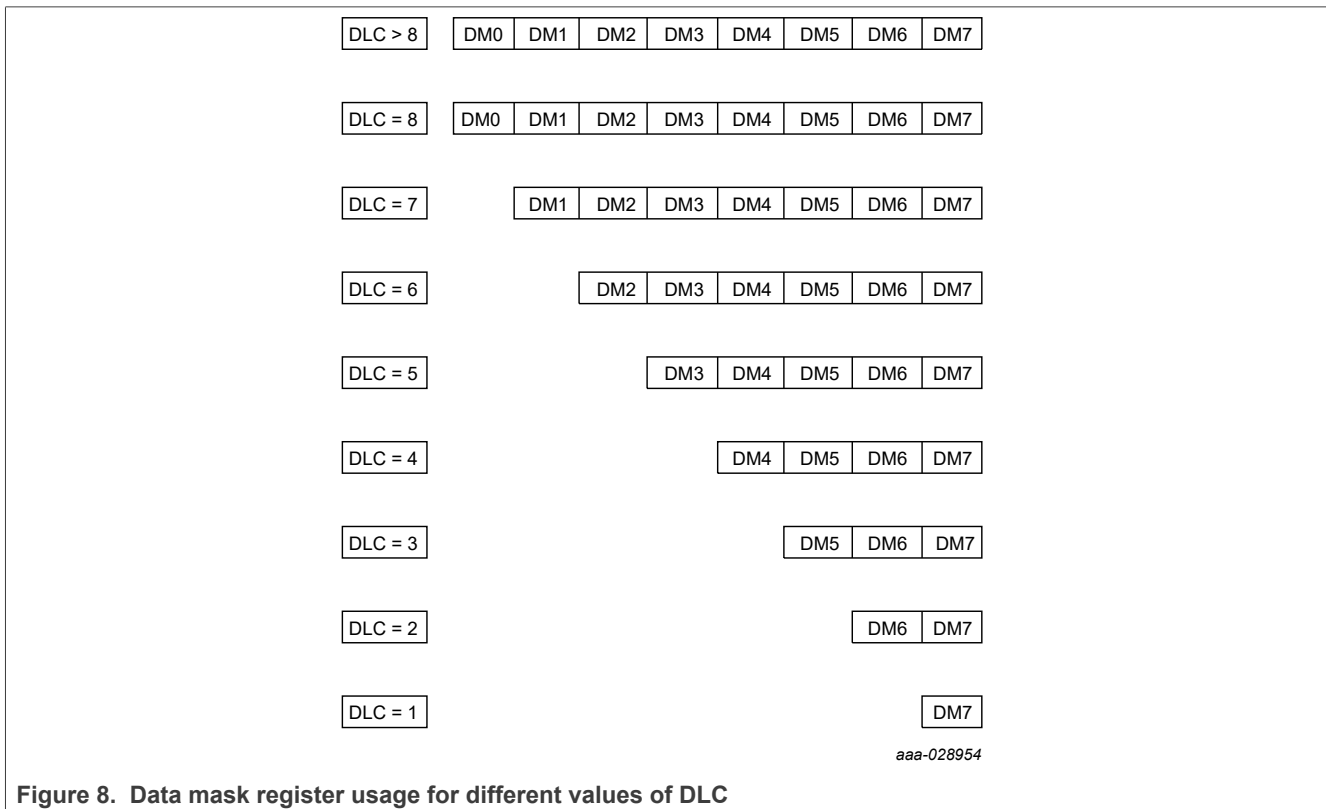 DLC > 8 DM0 DM1 DM2 DM3 DM4 DM5 DM6 DM7
DLC = 8 DM0 DM1 DM2 DM3 DM4 DM5 DM6 DM7
DLC = 7 DM1 DM2 DM3 DM4 DM5 DM6 DM7
DLC = 6 DM2 DM3 DM4 DM5 DM6 DM7
DLC = 5 DM3 DM4 DM5 DM6 DM7
DLC = 4 DM4 DM5 DM6 DM7
DLC = 3 DM5 DM6 DM7
DLC = 2 DM6 DM7
DLC = 1 DM7
aaa-028954
Figure 8. Data mask register usage for different values of DLC